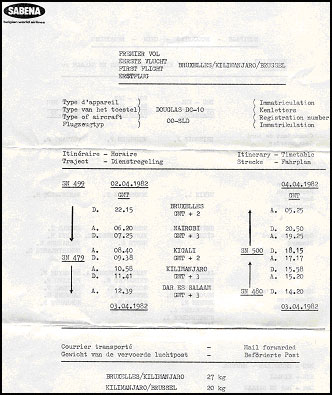 SABENA
belgian world airlines
PREMIER VOL
EERSTE VLUCHT
FIRST FLIGHT
ERSTFLUG
BRUXELLES/KILIMANJARO/BRUSSEL
Type d'appareil ) ( Immatriculation
Type van het toestel ) DOUGLAS DC-10 ( Kenletters
Type of aircraft ) OO-SLD ( Registration number
Flugzeugtyp ) ( Immatrikulation
Itinéraire - Horaire Itinerary - Timetable
Traject - Dienstregeling Strecke - Fahrplan
SN 499 02.04.1982 04.04.1982
GMT GMT
BRUXELLES
D. 22.15 GMT + 2 A. 05.25
A. 06.20 NAIROBI D. 20.50
D. 07.25 GMT + 3 A. 19.25
A. 08.40 KIGALI D. 18.15
SN 479 D. 09.38 GMT + 2 SN 500 A. 17.17
A. 10.58 KILIMANJARO D. 15.58
D. 11.41 GMT + 3 A. 15.20
DAR ES SALAAM
A. 12.39 GMT + 3 SN 480 D. 14.20
03.04.1982 03.04.1982
Courrier transporté - Mail forwarded
Gewicht van de vervoerde luchtpost - Beförderte Post
BRUXELLES/KILIMANJARO 27 kg
KILIMANJARO/BRUSSEL 20 kg